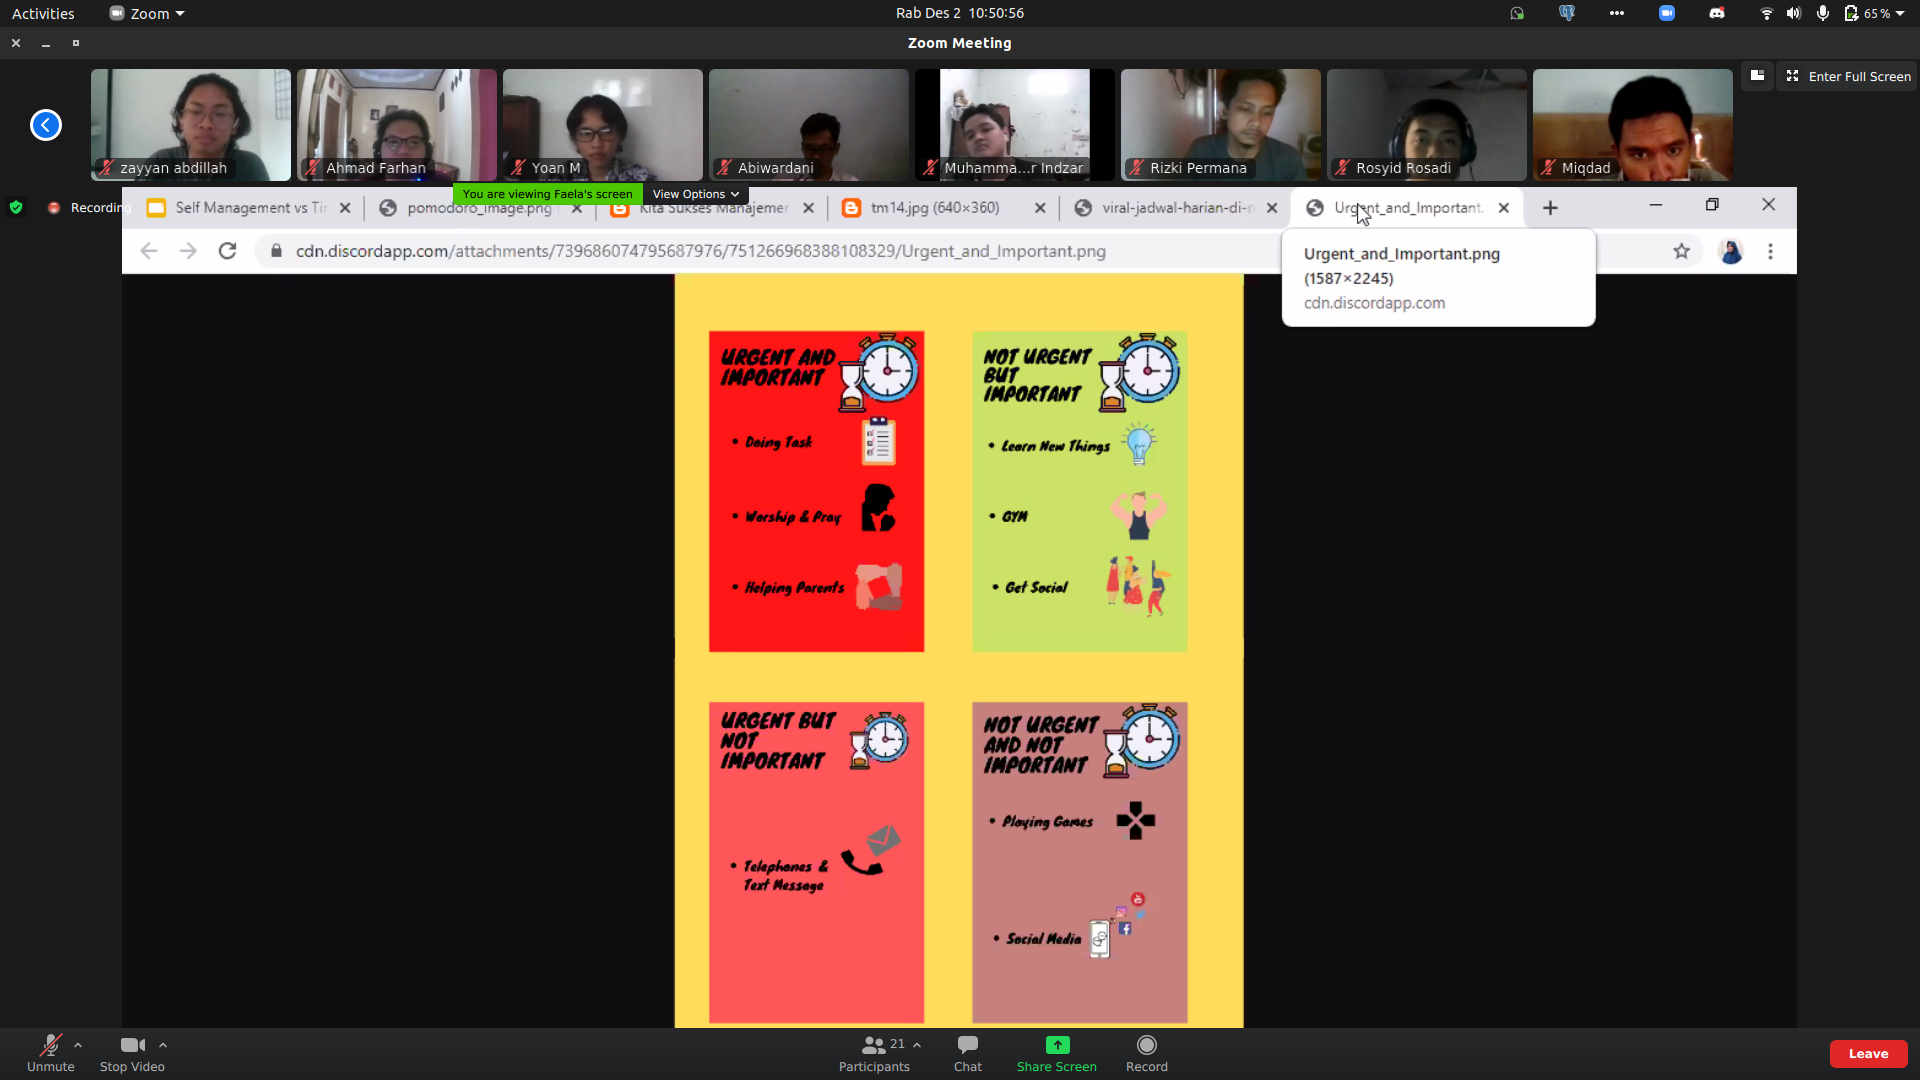 Activities
Zoom
Rab Des 2 10:50:56
65 %
Zoom Meeting
zayyan abdillah
Ahmad Farhan
Yoan M
Abiwardani
Muhamma...r Indzar
Rizki Permana
Rosyid Rosadi
Miqdad
Enter Full Screen
You are viewing Faela's screen
View Options
Recording
Self Management vs Ti
pomodoro_image.png
Kita Sukses Manajemer
tm14.jpg (640×360)
viral-jadwal-harian-di-r
Urgent_and_Important.
cdn.discordapp.com/attachments/739686074795687976/751266968388108329/Urgent_and_Important.png
Urgent_and_Important.png
(1587×2245)
cdn.discordapp.com
URGENT AND
IMPORTANT
• Doing Task
• Worship & Pray
• Helping Parents
NOT URGENT
BUT
IMPORTANT
• Learn New Things
• GYM
• Get Social
URGENT BUT
NOT
IMPORTANT
• Telephones &
Text Message
NOT URGENT
AND NOT
IMPORTANT
• Playing Games
• Social Media
Unmute
Stop Video
21
Participants
Chat
Share Screen
Record
Leave